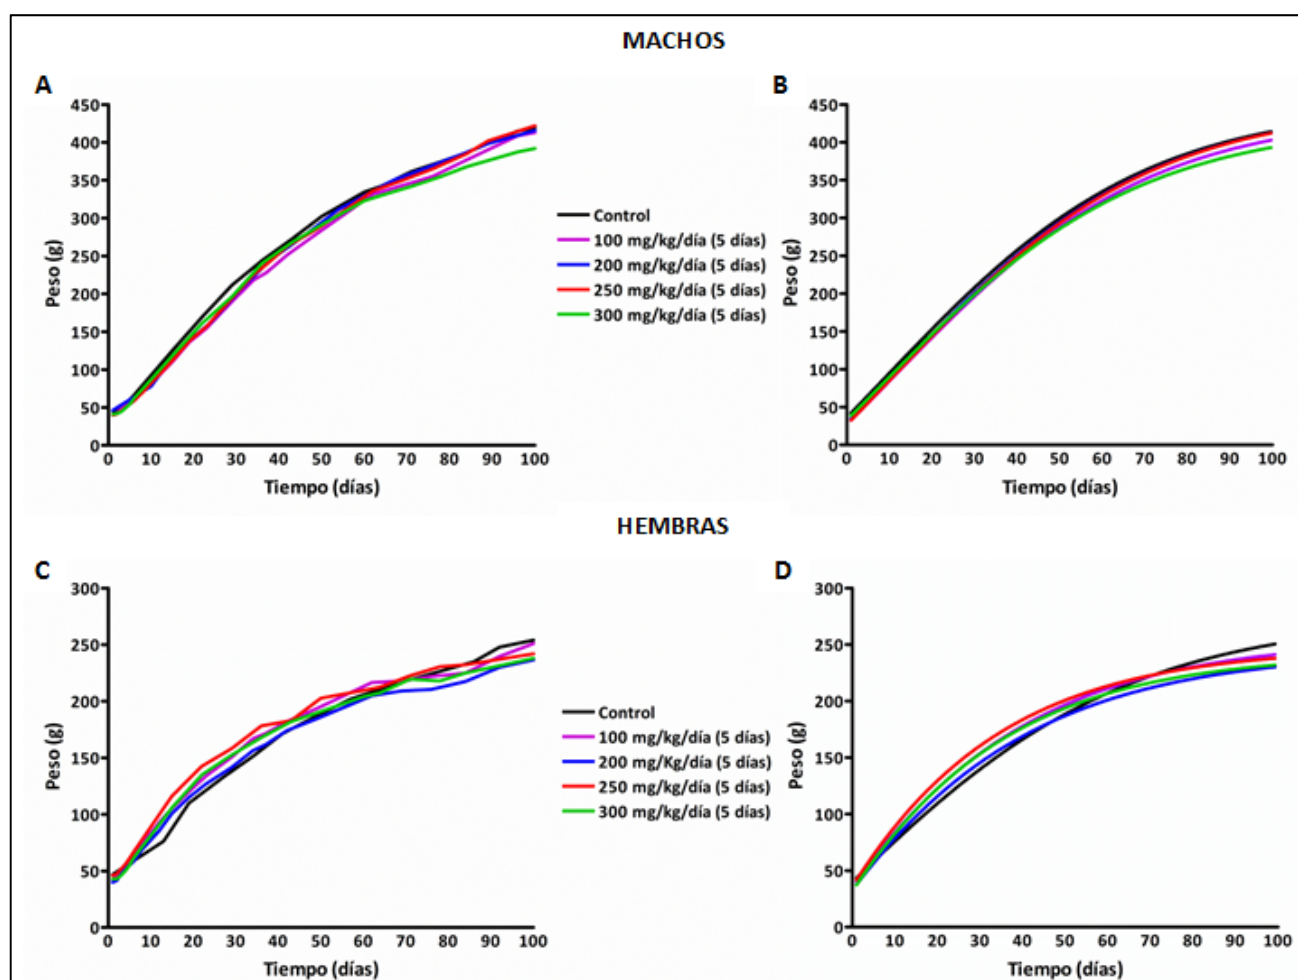 MACHOS
A
B
450
400
350
300
250
200
150
100
50
0
Peso (g)
0 10 20 30 40 50 60 70 80 90 100
Tiempo (días)
Control
100 mg/kg/día (5 días)
200 mg/kg/día (5 días)
250 mg/kg/día (5 días)
300 mg/kg/día (5 días)
450
400
350
300
250
200
150
100
50
0
Peso (g)
0 10 20 30 40 50 60 70 80 90 100
Tiempo (días)
HEMBRAS
C
D
300
250
200
150
100
50
0
Peso (g)
0 10 20 30 40 50 60 70 80 90 100
Tiempo (días)
Control
100 mg/kg/día (5 días)
200 mg/Kg/día (5 días)
250 mg/kg/día (5 días)
300 mg/kg/día (5 días)
300
250
200
150
100
50
0
Peso (g)
0 10 20 30 40 50 60 70 80 90 100
Tiempo (días)